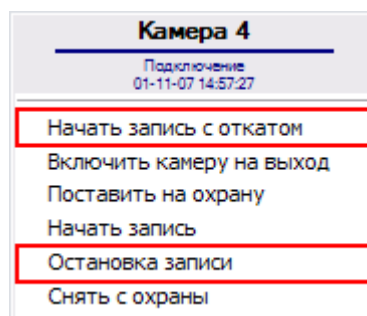 Камера 4
Подключение
01-11-07 14:57:27
Начать запись с откатом
Включить камеру на выход
Поставить на охрану
Начать запись
Остановка записи
Снять с охраны